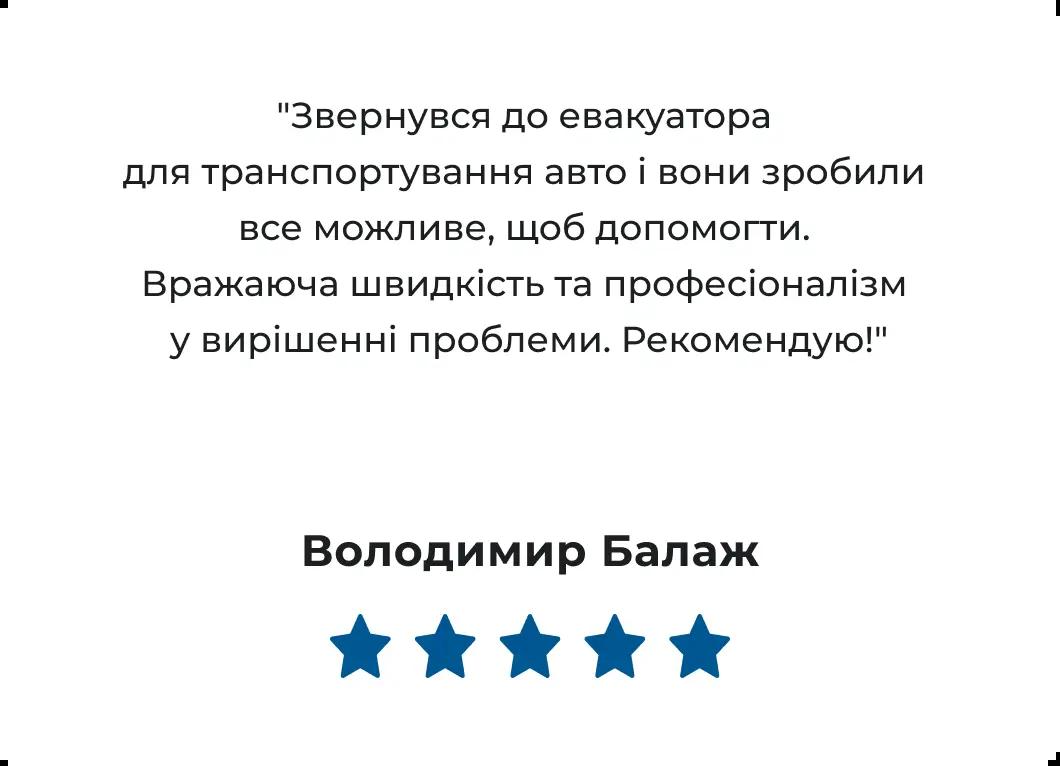 "Звернувся до евакуатора
для транспортування авто і вони зробили
все можливе, щоб допомогти.
Вражаюча швидкість та професіоналізм
у вирішенні проблеми. Рекомендую!"
Володимир Балаж